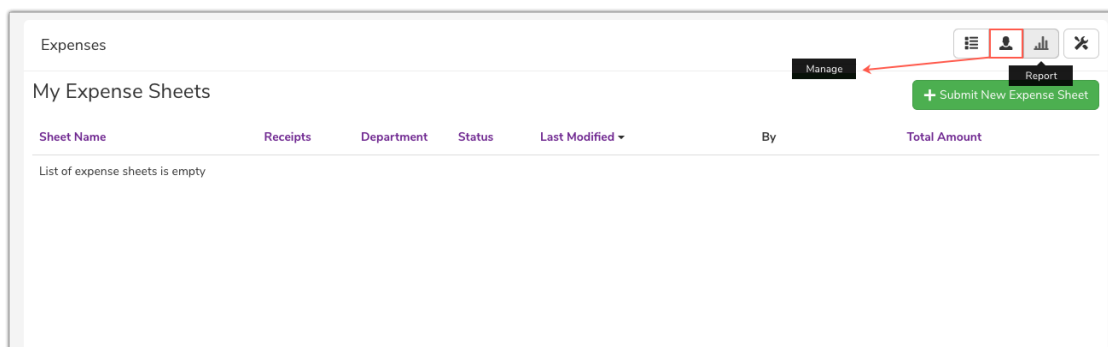 Expenses
Manage
Report
My Expense Sheets
+ Submit New Expense Sheet
Sheet Name Receipts Department Status Last Modified By Total Amount
List of expense sheets is empty